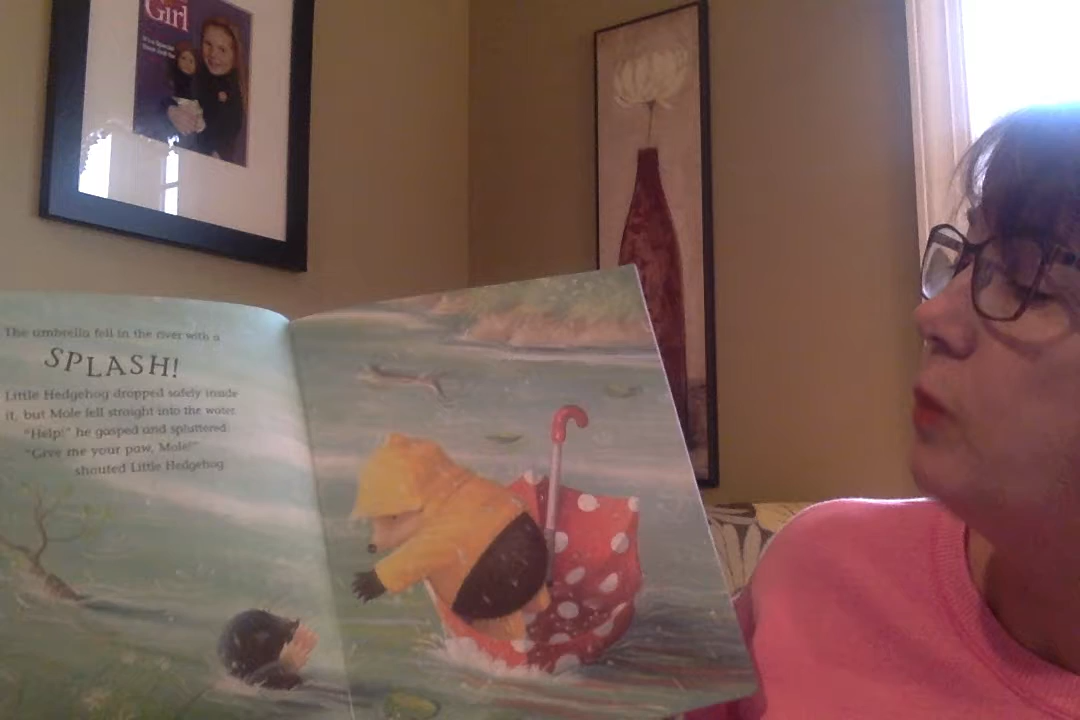 Girl
The umbrella fell in the river with a
SPLASH!
Little Hedgehog dropped safely inside
it, but Mole fell straight into the water.
"Help!" he gasped and spluttered.
"Give me your paw, Mole!"
shouted Little Hedgehog.